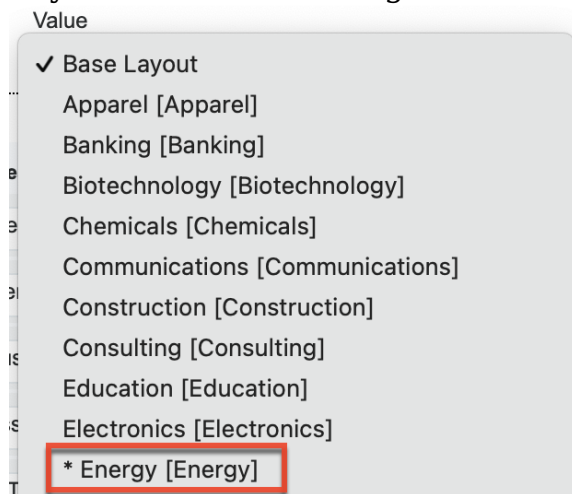 Value
✓ Base Layout
Apparel [Apparel]
Banking [Banking]
Biotechnology [Biotechnology]
Chemicals [Chemicals]
Communications [Communications]
Construction [Construction]
Consulting [Consulting]
Education [Education]
Electronics [Electronics]
* Energy [Energy]